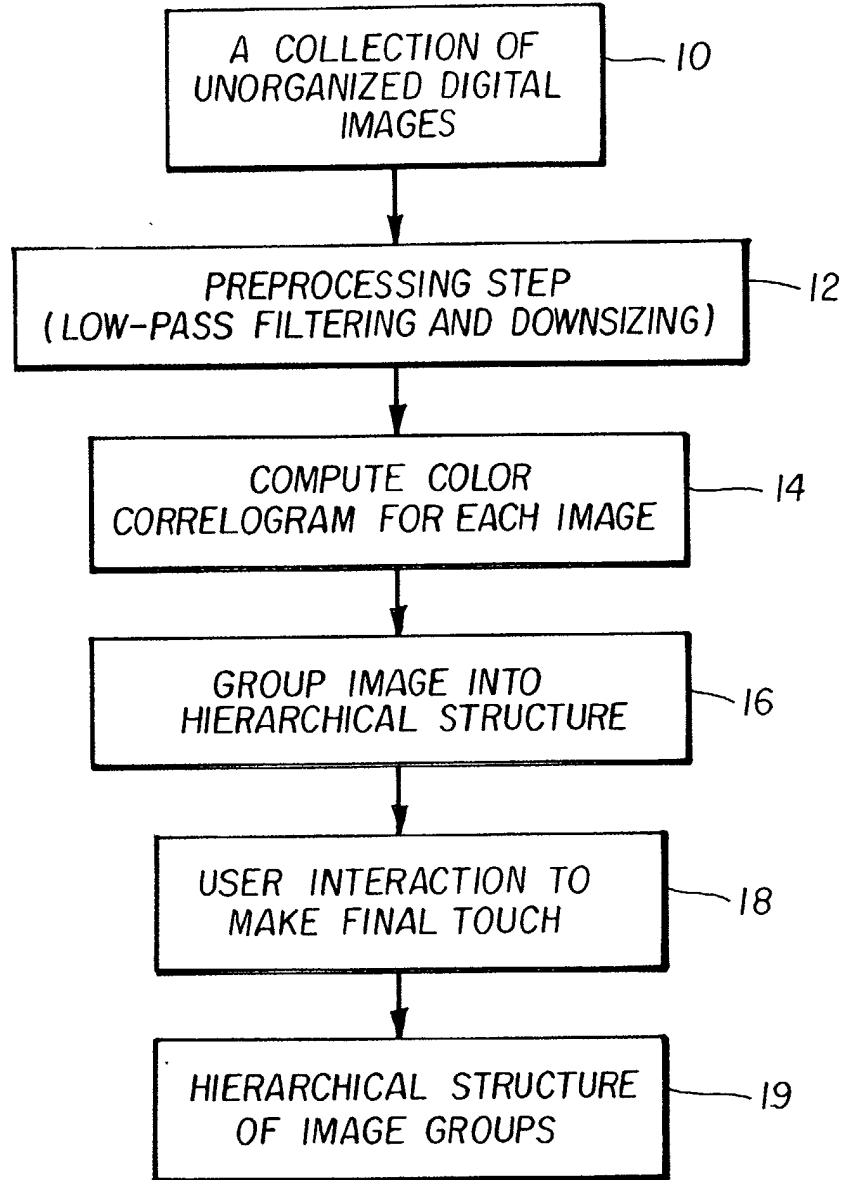 A COLLECTION OF
UNORGANIZED DIGITAL
IMAGES
10
PREPROCESSING STEP
(LOW-PASS FILTERING AND DOWNSIZING)
12
COMPUTE COLOR
CORRELOGRAM FOR EACH IMAGE
14
GROUP IMAGE INTO
HIERARCHICAL STRUCTURE
16
USER INTERACTION TO
MAKE FINAL TOUCH
18
HIERARCHICAL STRUCTURE
OF IMAGE GROUPS
19